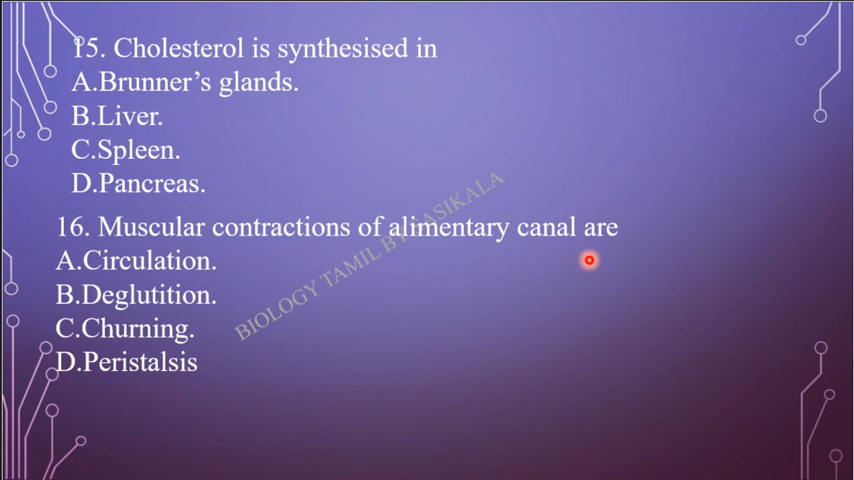 15. Cholesterol is synthesised in
A.Brunner’s glands.
B.Liver.
C.Spleen.
D.Pancreas.
16. Muscular contractions of alimentary canal are
A.Circulation.
B.Deglutition.
C.Churning.
D.Peristalsis
BIOLOGY TAMIL BY SASIKALA